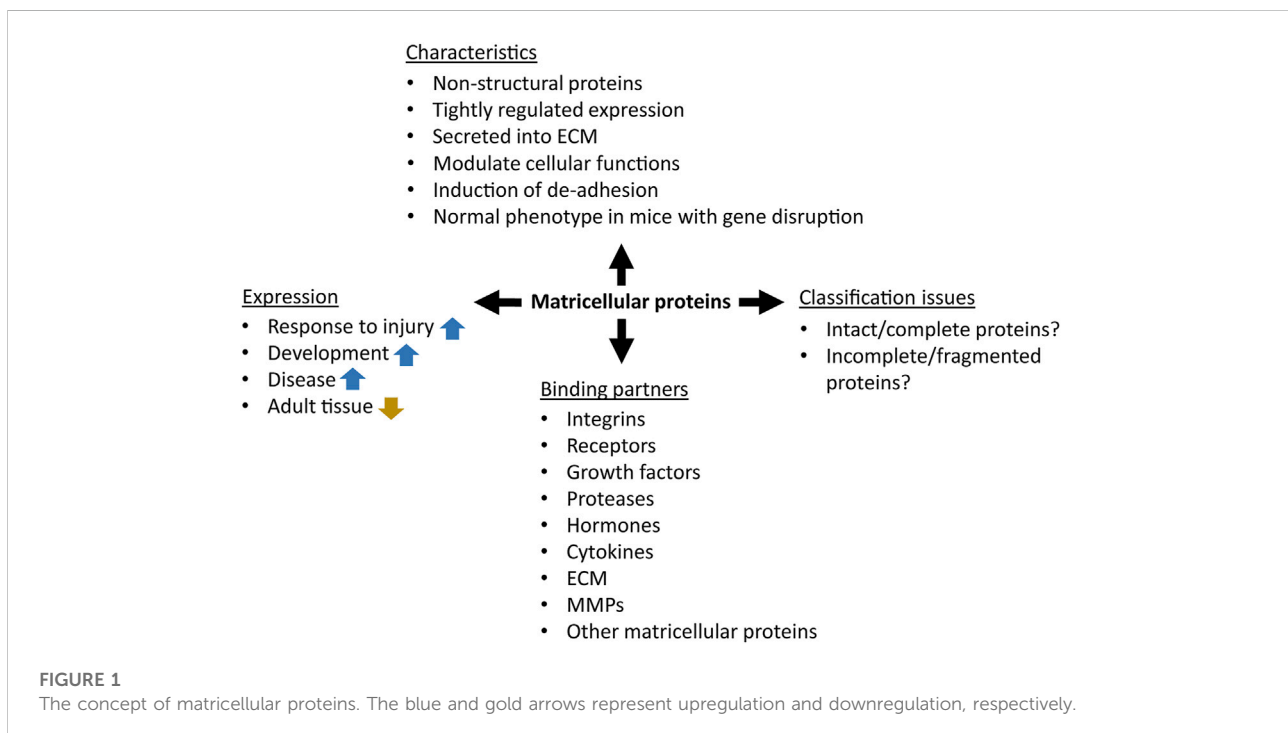 Characteristics
• Non-structural proteins
• Tightly regulated expression
• Secreted into ECM
• Modulate cellular functions
• Induction of de-adhesion
• Normal phenotype in mice with gene disruption
Matricellular proteins
Expression
• Response to injury
• Development
• Disease
• Adult tissue
Classification issues
• Intact/complete proteins?
• Incomplete/fragmented
proteins?
Binding partners
• Integrins
• Receptors
• Growth factors
• Proteases
• Hormones
• Cytokines
• ECM
• MMPs
• Other matricellular proteins
FIGURE 1
The concept of matricellular proteins. The blue and gold arrows represent upregulation and downregulation, respectively.